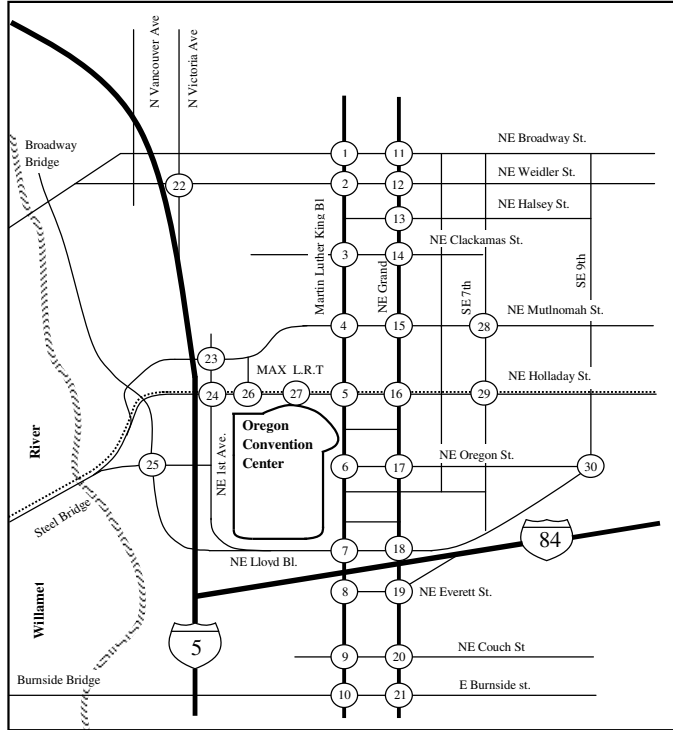 N Vancouver Ave
N Victoria Ave
Broadway
Bridge
NE Broadway St.
1
11
NE Weidler St.
22
2
12
NE Halsey St.
13
Martin Luther King Bl
NE Clackamas St.
3
14
NE Grand
SE 7th
SE 9th
NE Mutlnomah St.
4
15
28
23
MAX L.R.T
NE Holladay St.
24
26
27
5
16
29
Oregon
Convention
Center
NE 1st Ave.
River
NE Oregon St.
25
6
17
30
Steel Bridge
NE Lloyd Bl.
7
18
84
8
19
NE Everett St.
Willamet
5
NE Couch St
9
20
Burnside Bridge
E Burnside st.
10
21